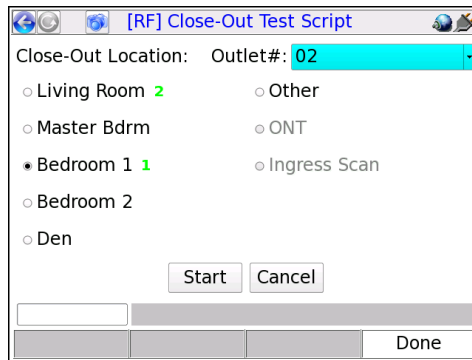 [RF] Close-Out Test Script
Close-Out Location: Outlet#: 02
Living Room 2 Other
Master Bdrm ONT
Bedroom 1 1 Ingress Scan
Bedroom 2
Den
Start Cancel
Done